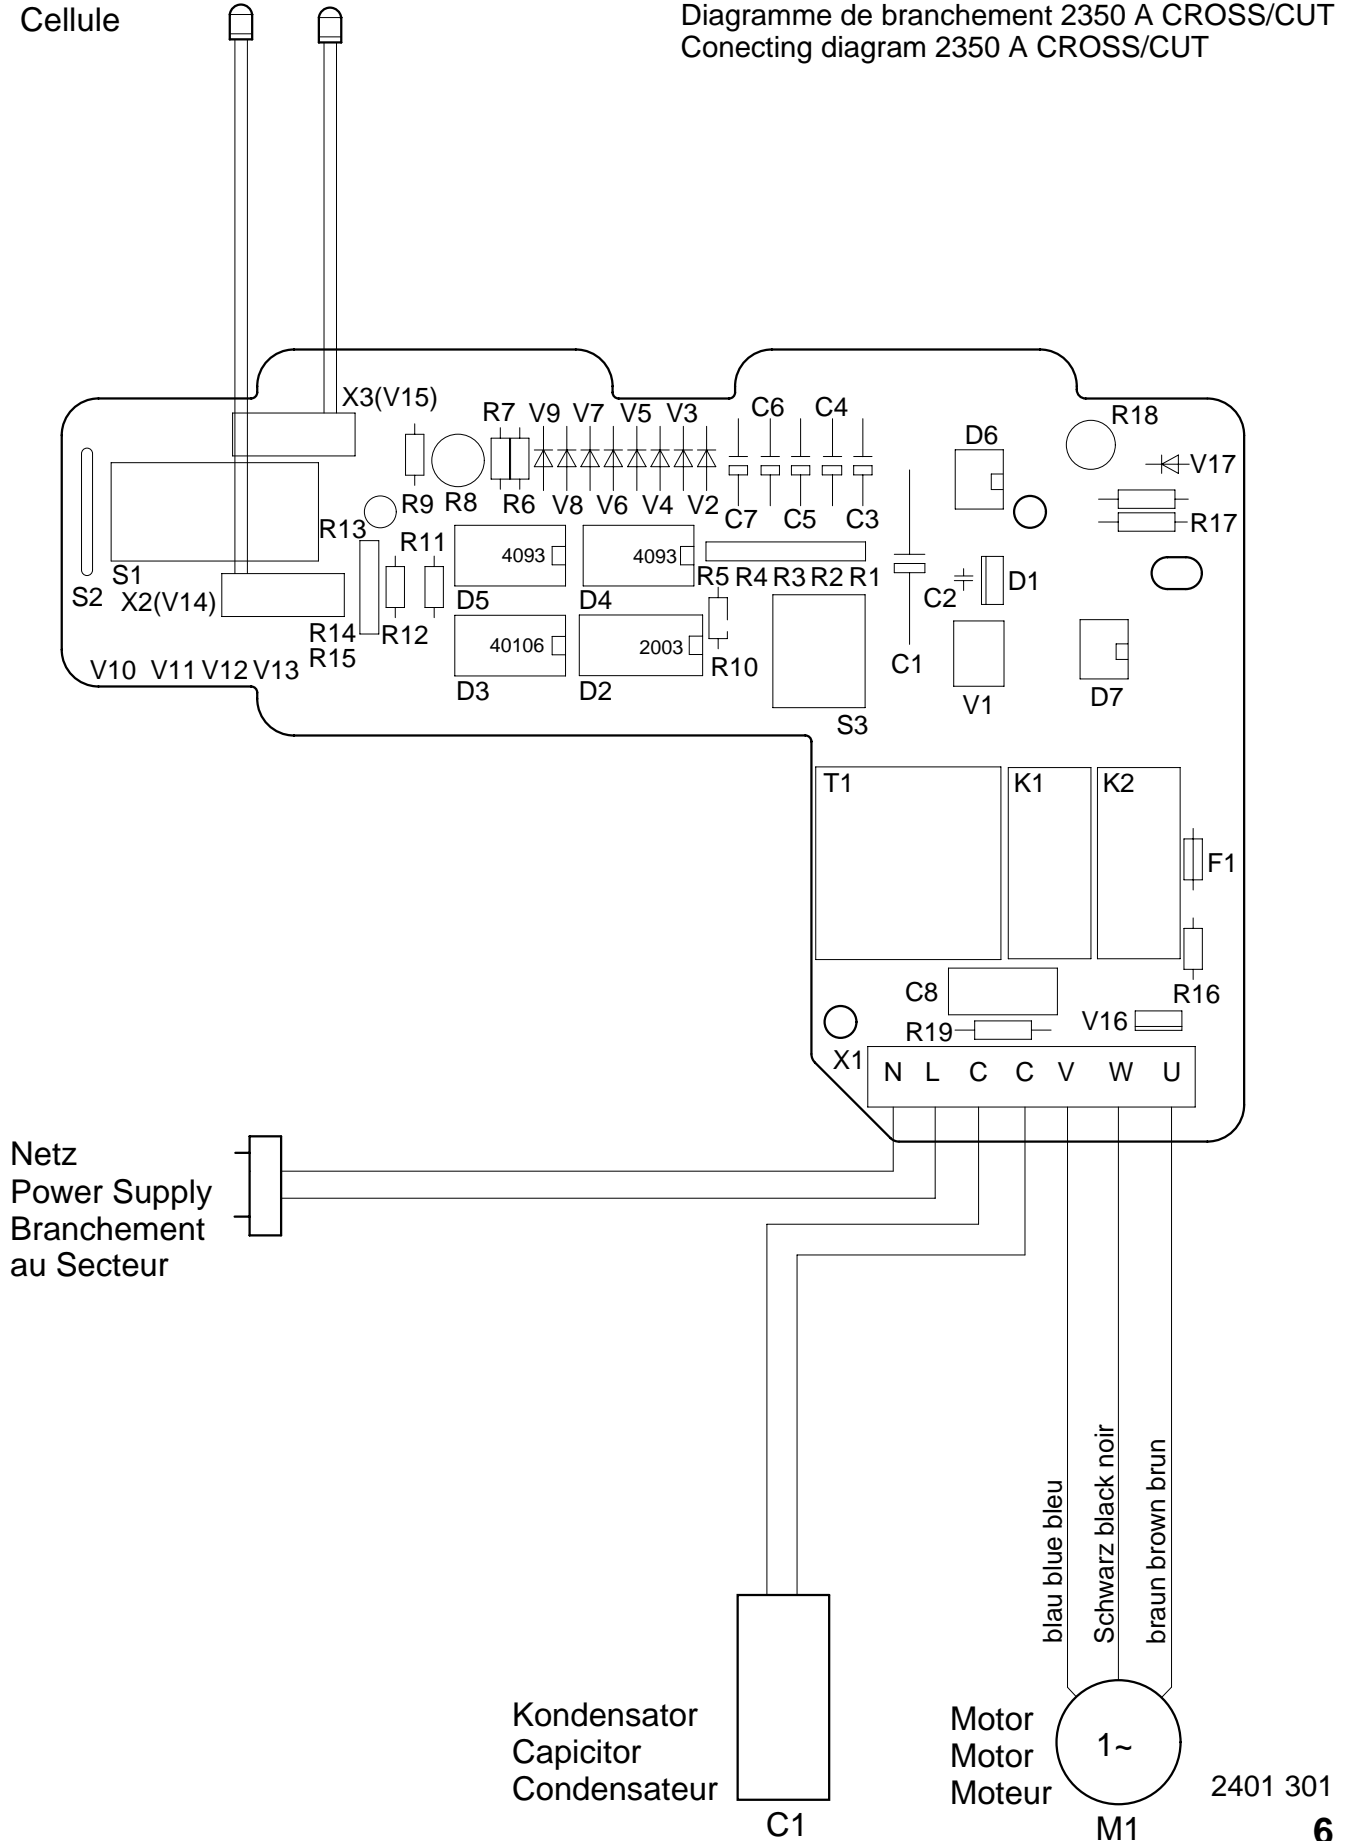 Cellule
Diagramme de branchement 2350 A CROSS/CUT
Conecting diagram 2350 A CROSS/CUT
X3(V15)
R7 V9 V7 V5 V3
C6 C4
D6
R18
V17
R9 R8 R6 V8 V6 V4 V2
C7 C5 C3
R17
R13
R11
4093
4093
S1
S2
X2(V14)
R5 R4 R3 R2 R1
C2
D1
D5
D4
R14
R12
R15
40106
2003
R10
C1
V10 V11 V12 V13
D3
D2
V1
D7
S3
T1
K1
K2
F1
C8
R16
R19
V16
X1
N L C C V W U
Netz
Power Supply
Branchement
au Secteur
blau blue bleu
Schwarz black noir
braun brown brun
Kondensator
Capicitor
Condensateur
C1
Motor
Motor
Moteur
1~
M1
2401 301
6